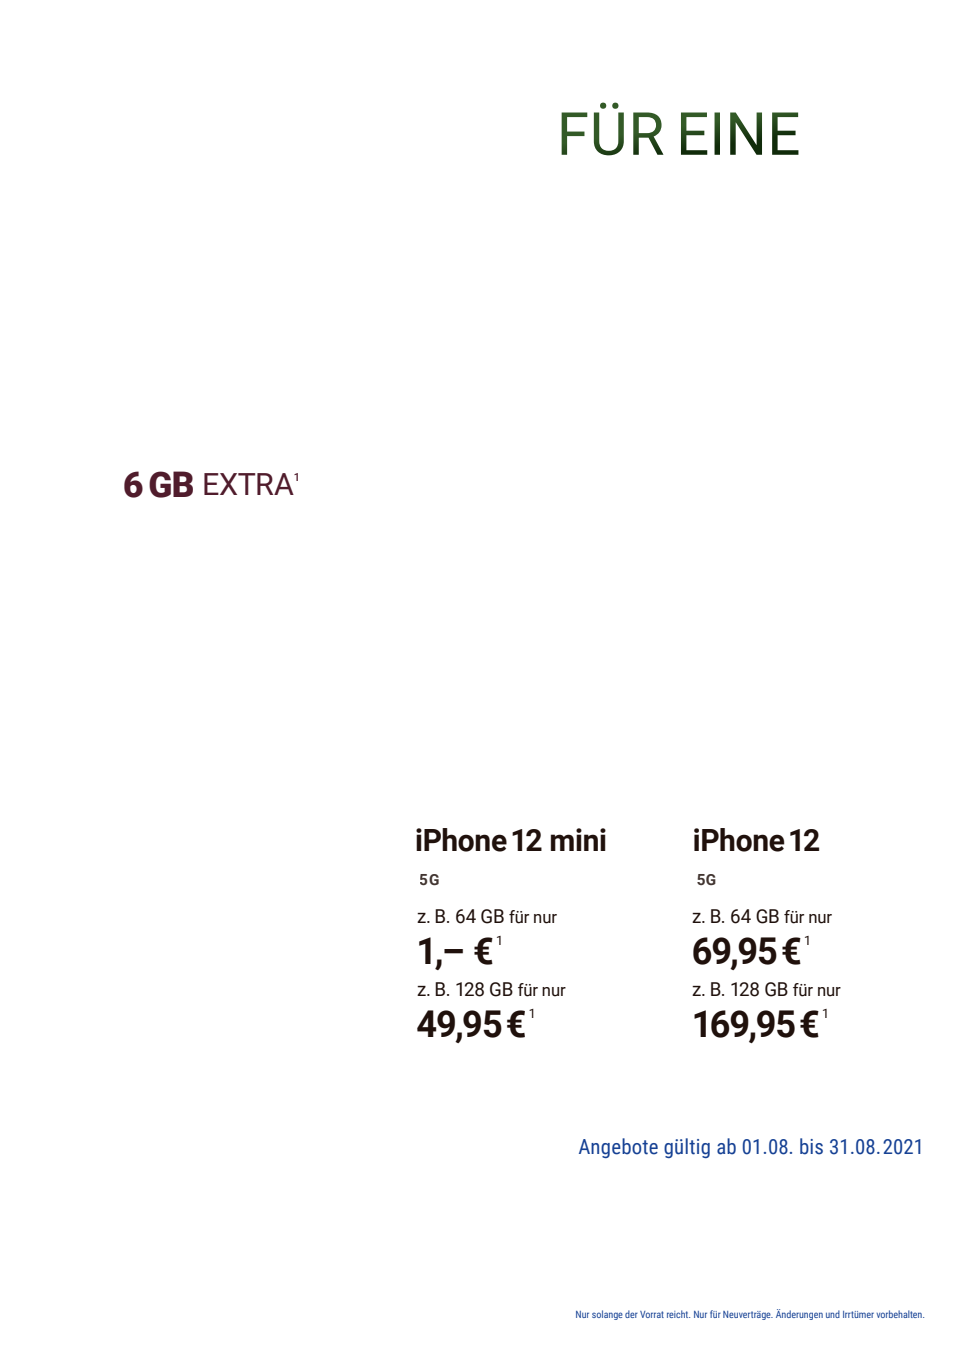 FÜR EINE
6 GB EXTRA¹
iPhone 12 mini
5G
z. B. 64 GB für nur
1,– €¹
z. B. 128 GB für nur
49,95 €¹
iPhone 12
5G
z. B. 64 GB für nur
69,95 €¹
z. B. 128 GB für nur
169,95 €¹
Angebote gültig ab 01.08. bis 31.08.2021
Nur solange der Vorrat reicht. Nur für Neuverträge. Änderungen und Irrtümer vorbehalten.